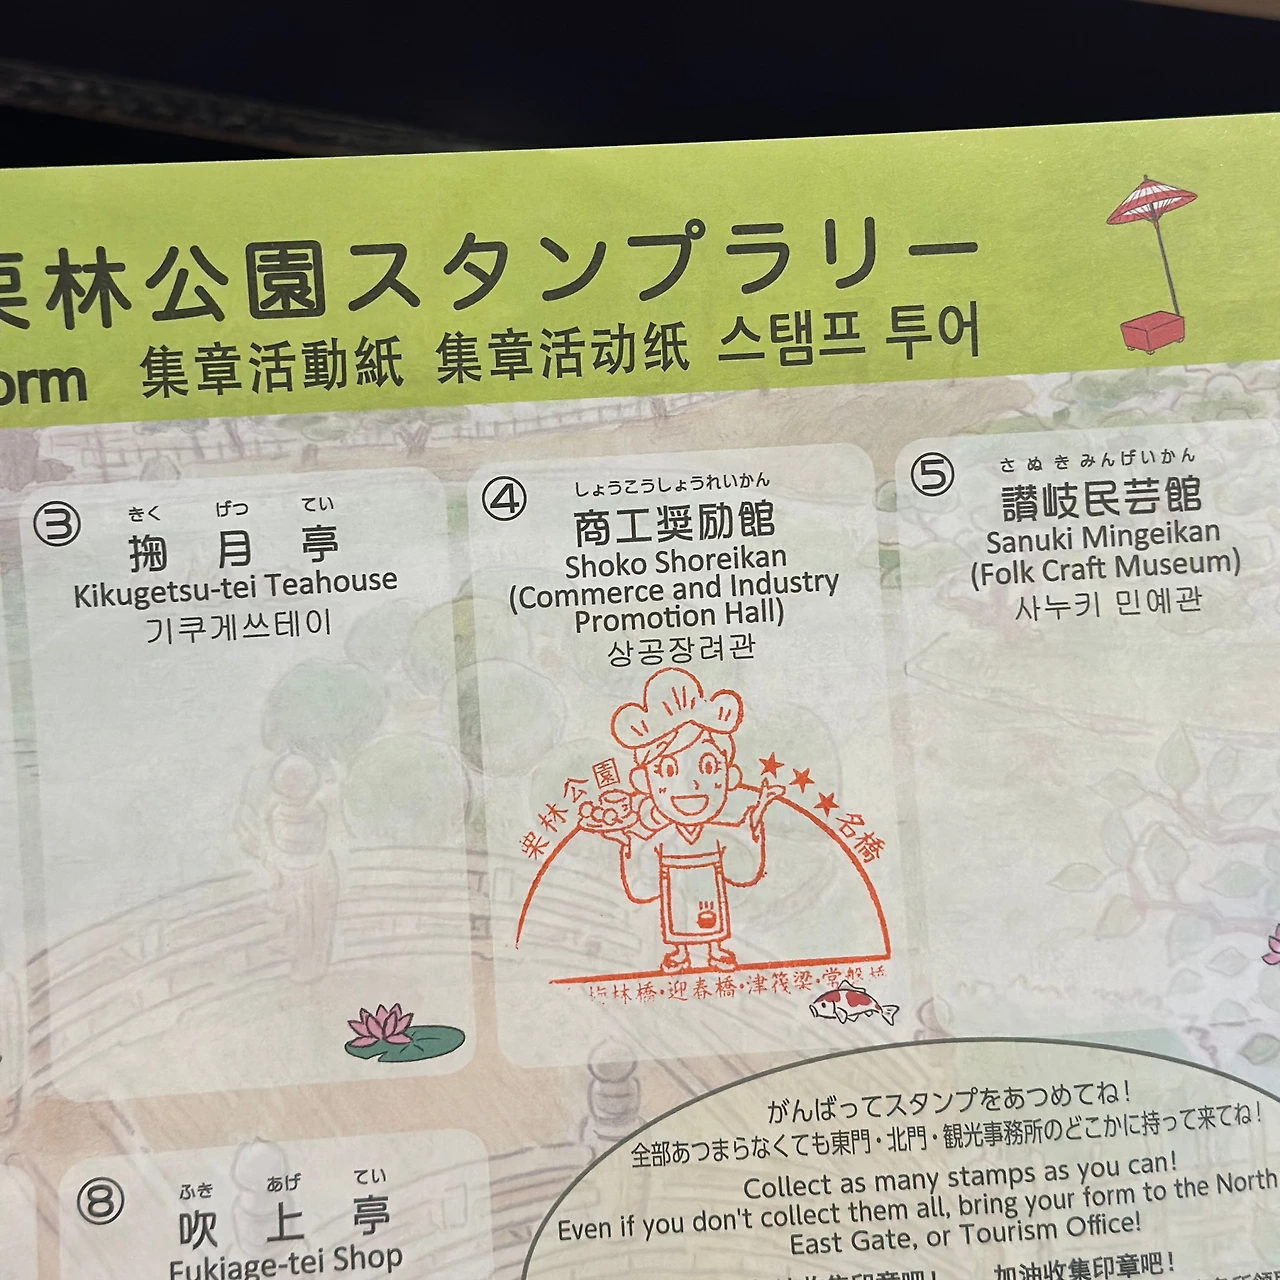 栗林公園スタンプラリー
orm 集章活動紙 集章活动纸 스탬프 투어
③
きく げつ てい
掬 月 亭
Kikugetsu-tei Teahouse
기쿠게쓰테이
④
しょうこうしょうれいかん
商工奨励館
Shoko Shoreikan
(Commerce and Industry
Promotion Hall)
상공장려관
栗林公園 ★★★名橋
梅林橋・迎春橋・津筏梁・常磐橋
⑤
さぬきみんげいかん
讃岐民芸館
Sanuki Mingeikan
(Folk Craft Museum)
사누키 민예관
⑧
ふき あげ てい
吹 上 亭
Fukiage-tei Shop
がんばってスタンプをあつめてね!
全部あつまらなくても東門・北門・観光事務所のどこかに持って来てね!
Collect as many stamps as you can!
Even if you don't collect them all, bring your form to the North
East Gate, or Tourism Office!
加油收集印章吧!